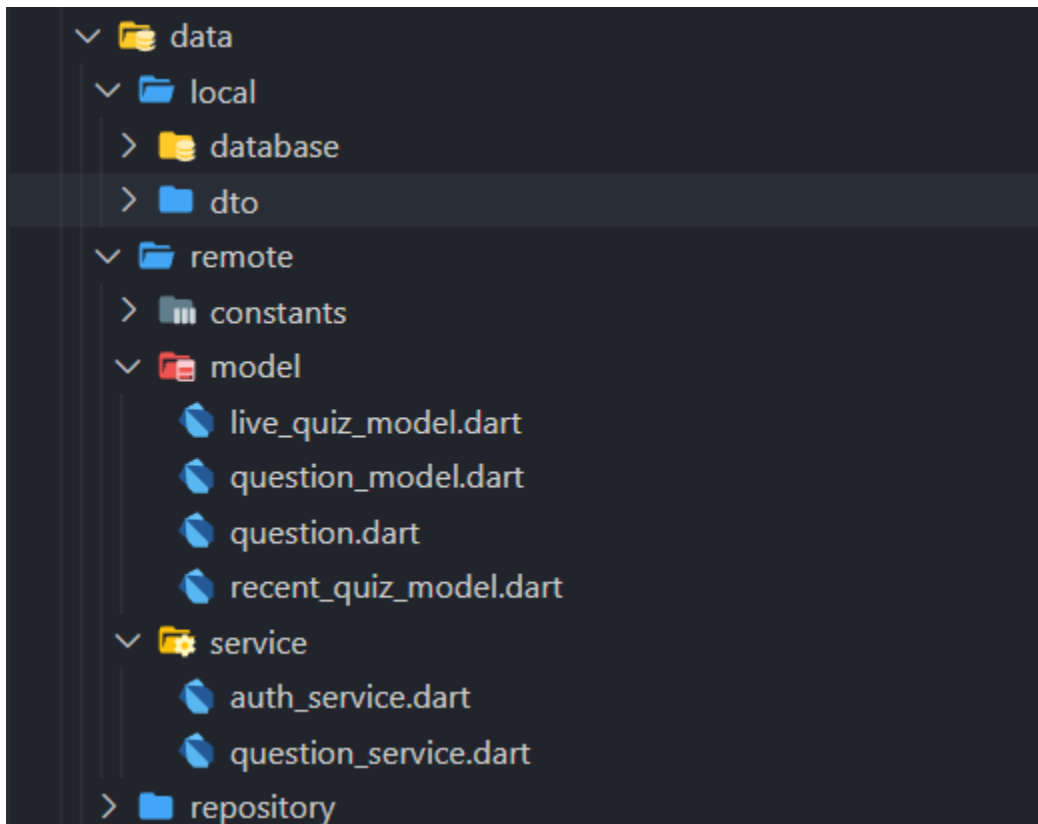 data
local
database
dto
remote
constants
model
live_quiz_model.dart
question_model.dart
question.dart
recent_quiz_model.dart
service
auth_service.dart
question_service.dart
repository